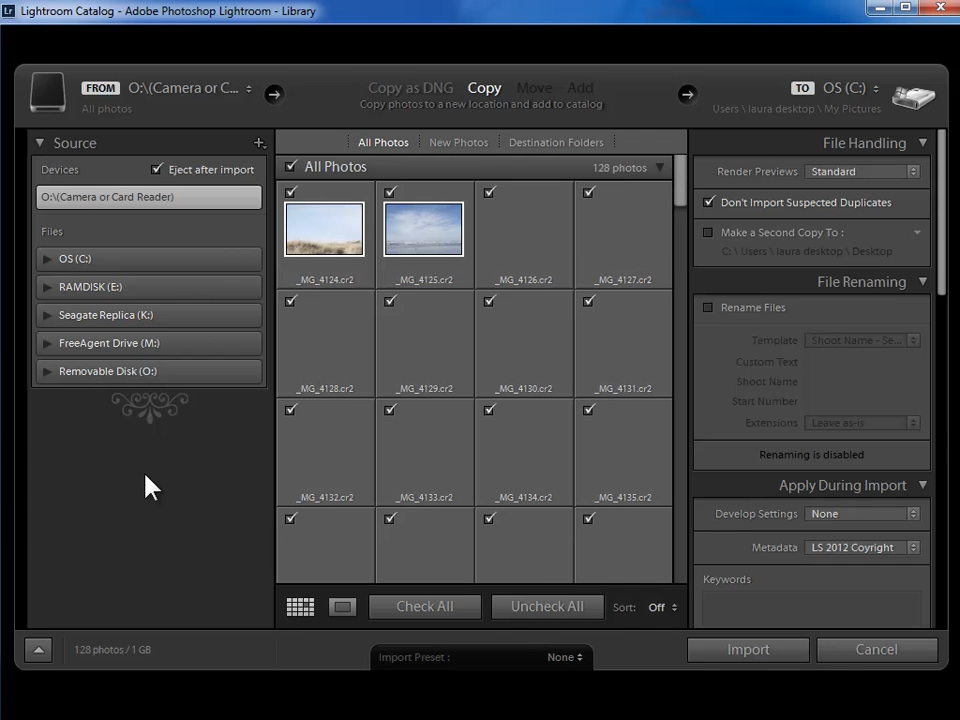 Lr Lightroom Catalog - Adobe Photoshop Lightroom - Library
FROM O:\(Camera or C...
All photos
Copy as DNG Copy Move Add
Copy photos to a new location and add to catalog
TO OS (C:)
Users \ laura desktop \ My Pictures
Source
Devices Eject after import
O:\(Camera or Card Reader)
Files
OS (C:)
RAMDISK (E:)
Seagate Replica (K:)
FreeAgent Drive (M:)
Removable Disk (O:)
All Photos New Photos Destination Folders
All Photos 128 photos
_MG_4124.cr2 _MG_4125.cr2 _MG_4126.cr2 _MG_4127.cr2
_MG_4128.cr2 _MG_4129.cr2 _MG_4130.cr2 _MG_4131.cr2
_MG_4132.cr2 _MG_4133.cr2 _MG_4134.cr2 _MG_4135.cr2
Check All Uncheck All Sort: Off
File Handling
Render Previews Standard
Don't Import Suspected Duplicates
Make a Second Copy To :
C: \ Users \ laura desktop \ Desktop
File Renaming
Rename Files
Template Shoot Name - Se...
Custom Text
Shoot Name
Start Number
Extensions Leave as-is
Renaming is disabled
Apply During Import
Develop Settings None
Metadata LS 2012 Coyright
Keywords
128 photos / 1 GB
Import Preset : None
Import Cancel